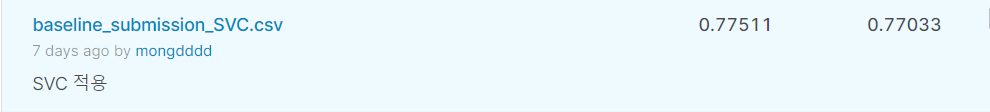 baseline_submission_SVC.csv 0.77511 0.77033
7 days ago by mongdddd
SVC 적용